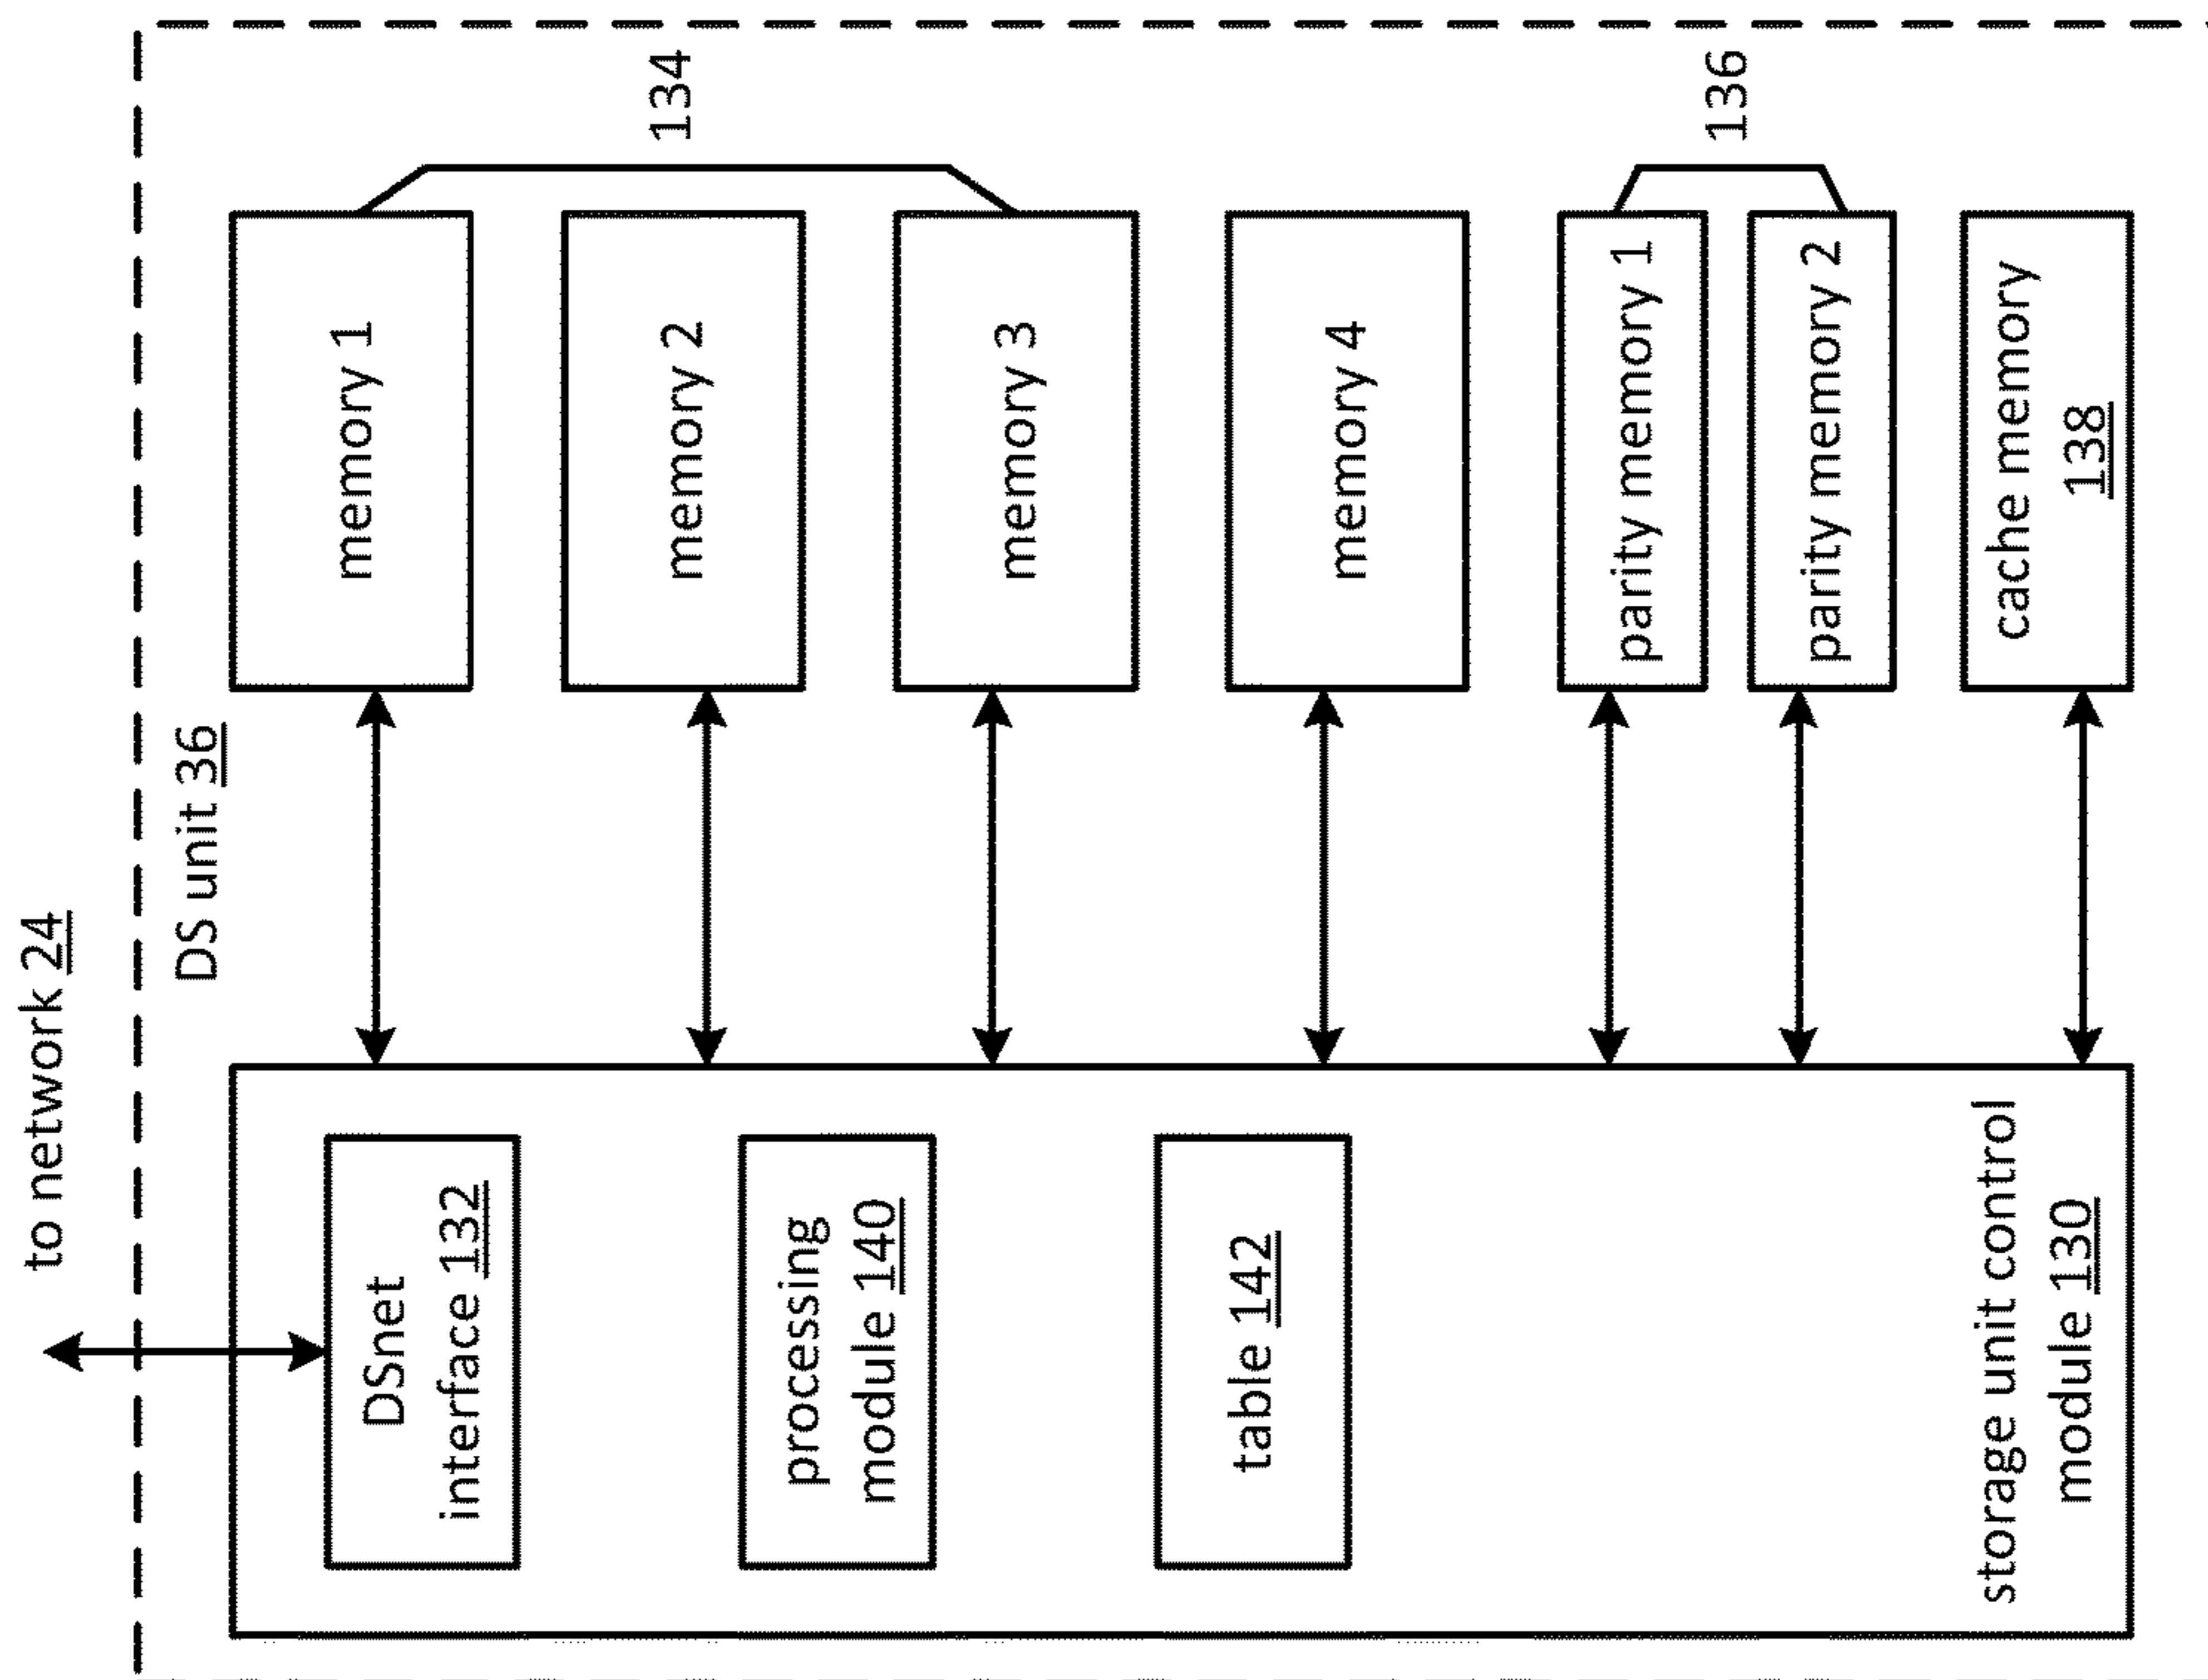 to network 24
DS unit 36
DSnet
interface 132
processing
module 140
table 142
storage unit control
module 130
memory 1
memory 2
memory 3
memory 4
parity memory 1
parity memory 2
cache memory
138
134
136